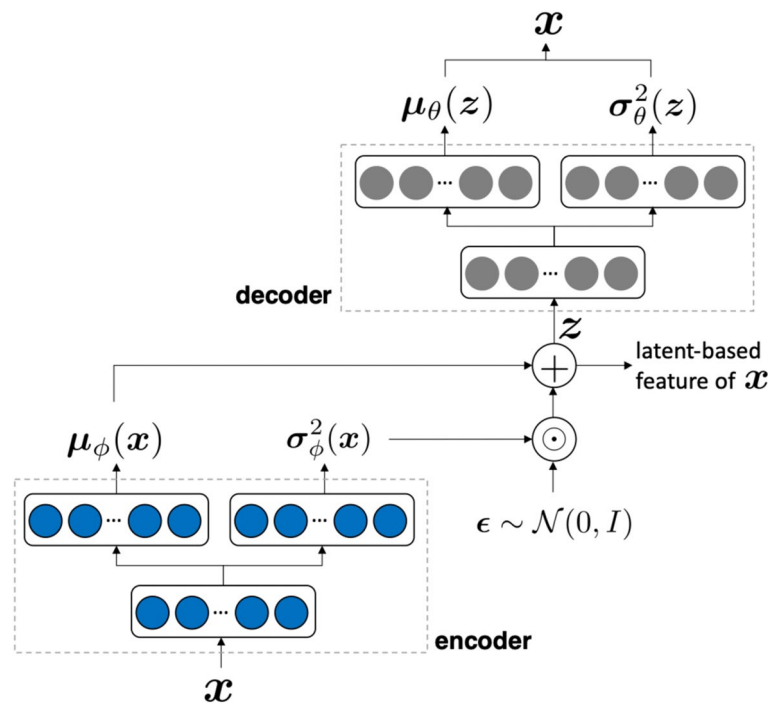 x
μθ(z) σ²θ(z)
... ...
...
decoder
z
+
latent-based
feature of x
μϕ(x) σ²ϕ(x)
⊙
... ...
ϵ ∼ N(0, I)
...
encoder
x